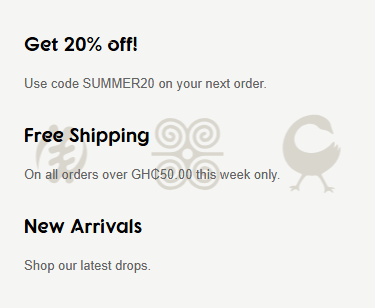 Get 20% off!
Use code SUMMER20 on your next order.
Free Shipping
On all orders over GH₵50.00 this week only.
New Arrivals
Shop our latest drops.